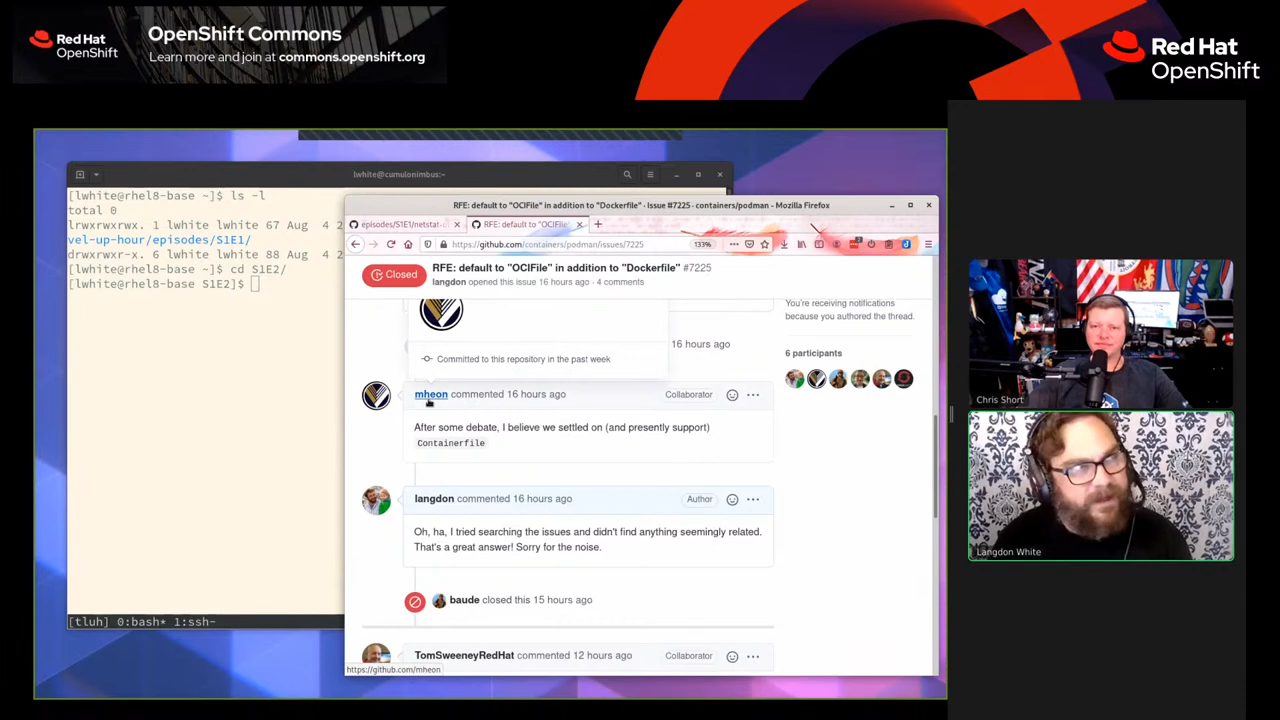 Red Hat
OpenShift
OpenShift Commons
Learn more and join at commons.openshift.org
Red Hat
OpenShift
lwhite@cumulonimbus:~
[lwhite@rhel8-base ~]$ ls -l
total 0
lrwxrwxrwx. 1 lwhite lwhite 67 Aug 4 2
vel-up-hour/episodes/S1E1/
drwxrwxr-x. 6 lwhite lwhite 88 Aug 4 2
[lwhite@rhel8-base ~]$ cd S1E2/
[lwhite@rhel8-base S1E2]$
[tluh] 0:bash* 1:ssh-
RFE: default to "OCIFile" in addition to "Dockerfile" · Issue #7225 · containers/podman - Mozilla Firefox
episodes/S1E1/netstat-
RFE: default to "OCIFile"
https://github.com/containers/podman/issues/7225
133%
Closed
RFE: default to "OCIFile" in addition to "Dockerfile" #7225
langdon opened this issue 16 hours ago · 4 comments
You're receiving notifications
because you authored the thread.
16 hours ago
Committed to this repository in the past week
6 participants
mheon commented 16 hours ago
Collaborator
After some debate, I believe we settled on (and presently support)
Containerfile
langdon commented 16 hours ago
Author
Oh, ha, I tried searching the issues and didn't find anything seemingly related.
That's a great answer! Sorry for the noise.
baude closed this 15 hours ago
TomSweeneyRedHat commented 12 hours ago
Collaborator
https://github.com/mheon
Chris Short
Langdon White